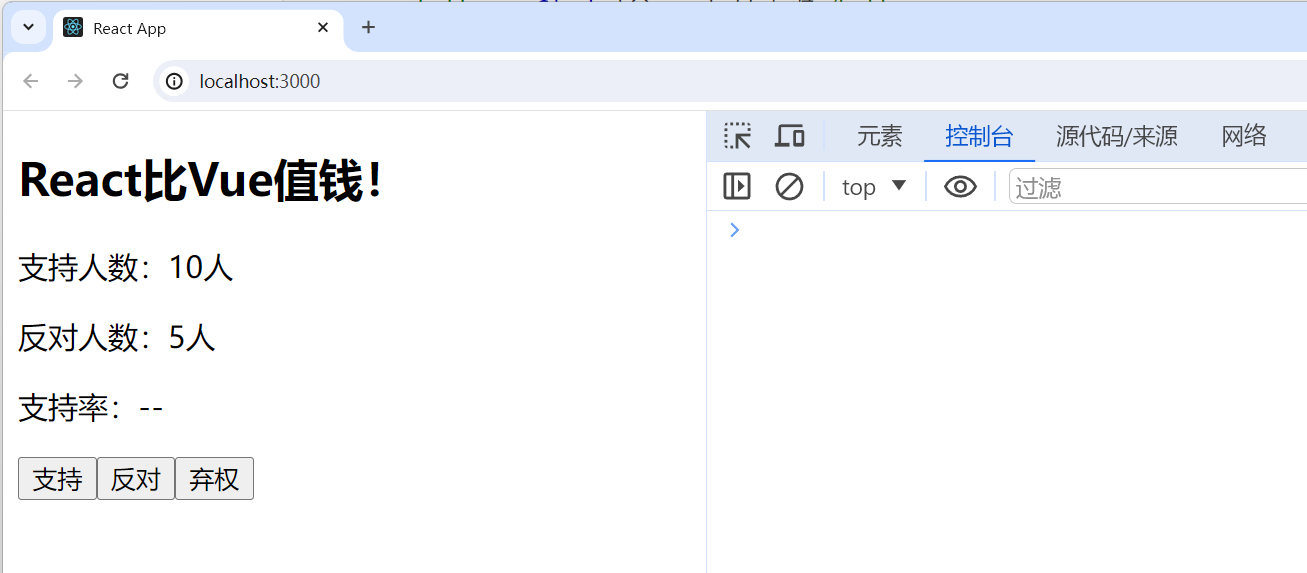 React App
localhost:3000
元素 控制台 源代码/来源 网络
top 过滤
React比Vue值钱！
支持人数：10人
反对人数：5人
支持率：--
支持 反对 弃权